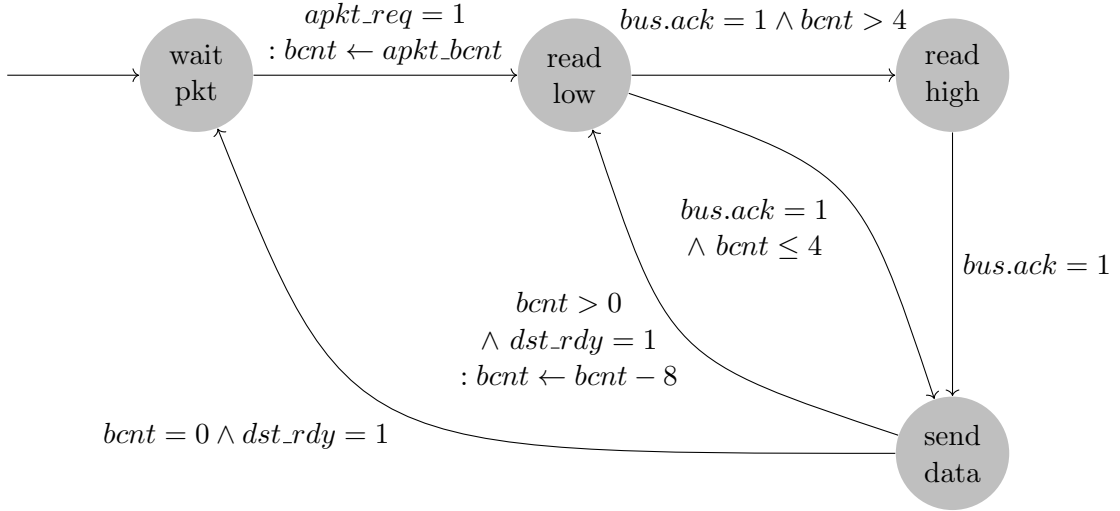 wait
pkt
apkt_req = 1
: bcnt ← apkt_bcnt
read
low
bus.ack = 1 ∧ bcnt > 4
read
high
bus.ack = 1
∧ bcnt ≤ 4
bus.ack = 1
bcnt > 0
∧ dst_rdy = 1
: bcnt ← bcnt − 8
bcnt = 0 ∧ dst_rdy = 1
send
data